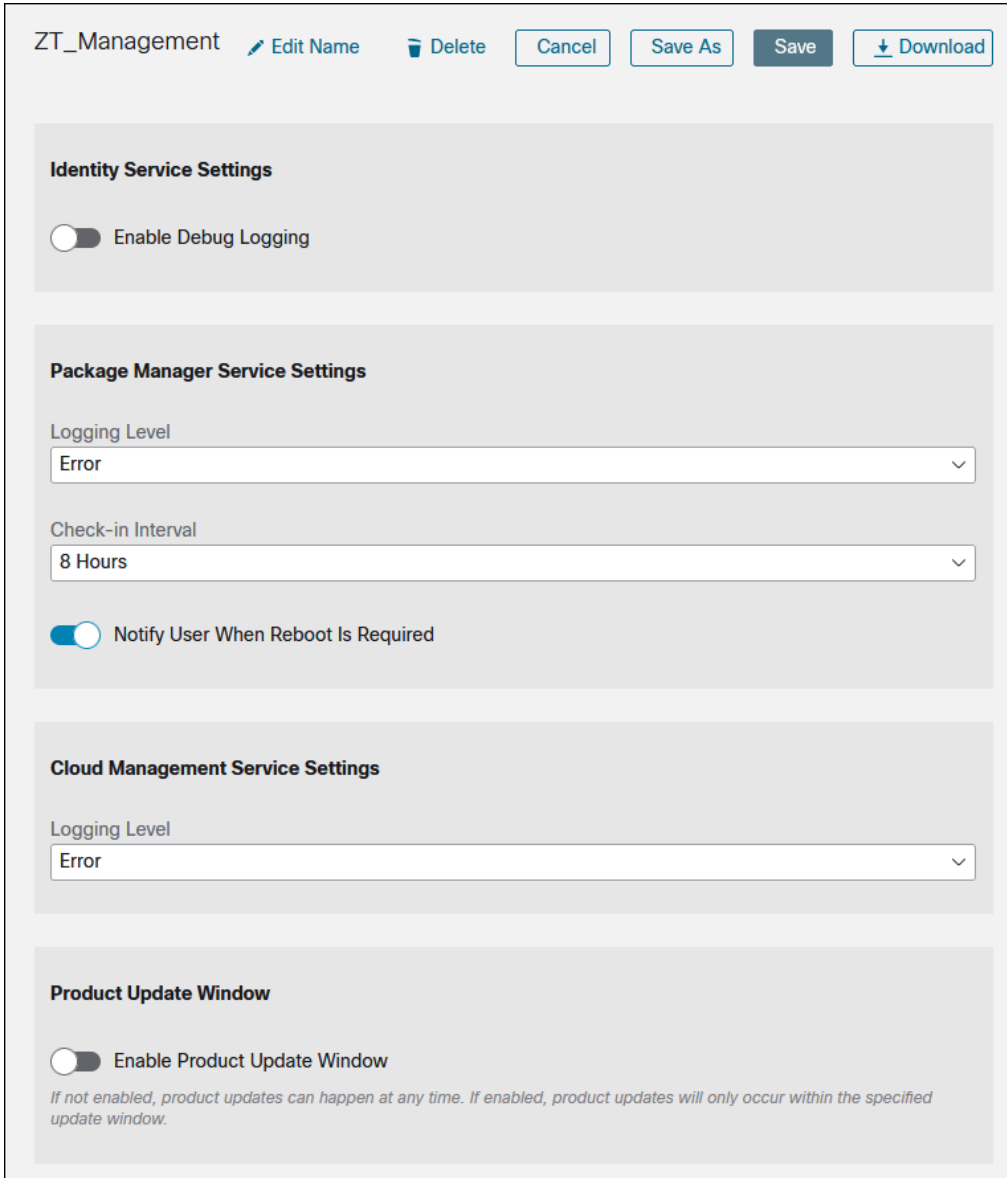 ZT_Management Edit Name Delete Cancel Save As Save Download
Identity Service Settings
Enable Debug Logging
Package Manager Service Settings
Logging Level
Error
Check-in Interval
8 Hours
Notify User When Reboot Is Required
Cloud Management Service Settings
Logging Level
Error
Product Update Window
Enable Product Update Window
If not enabled, product updates can happen at any time. If enabled, product updates will only occur within the specified
update window.